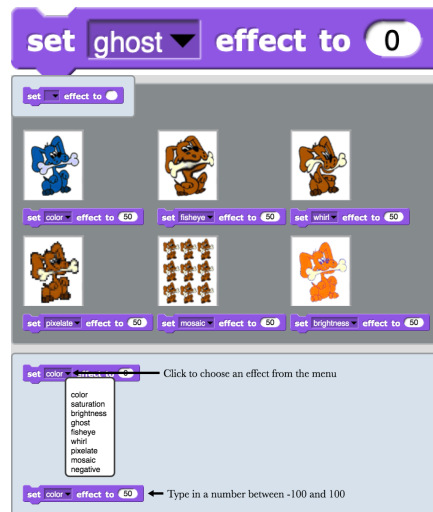 set ghost effect to 0
set effect to
set color effect to 50
set fisheye effect to 50
set whirl effect to 50
set pixelate effect to 50
set mosaic effect to 50
set brightness effect to 50
set color effect to 0 Click to choose an effect from the menu
color
saturation
brightness
ghost
fisheye
whirl
pixelate
mosaic
negative
set color effect to 50 Type in a number between -100 and 100